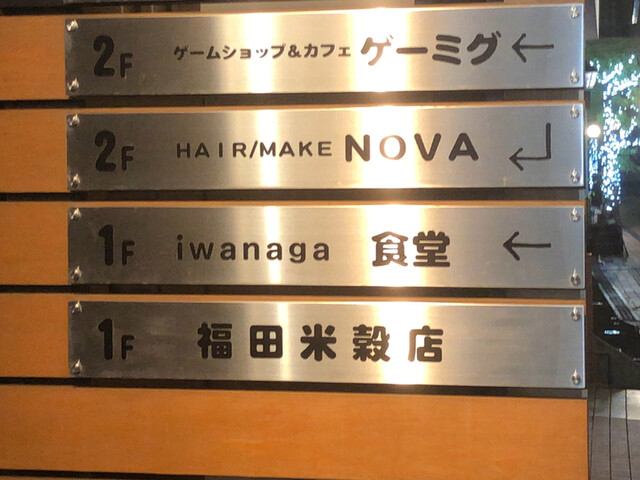 2F ゲームショップ&カフェ ゲーミグ ←
2F HAIR/MAKE NOVA ↲
1F iwanaga 食堂 ←
1F 福田米穀店